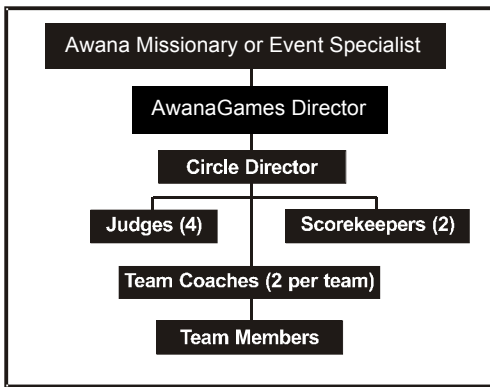 Awana Missionary or Event Specialist
AwanaGames Director
Circle Director
Judges (4)
Scorekeepers (2)
Team Coaches (2 per team)
Team Members